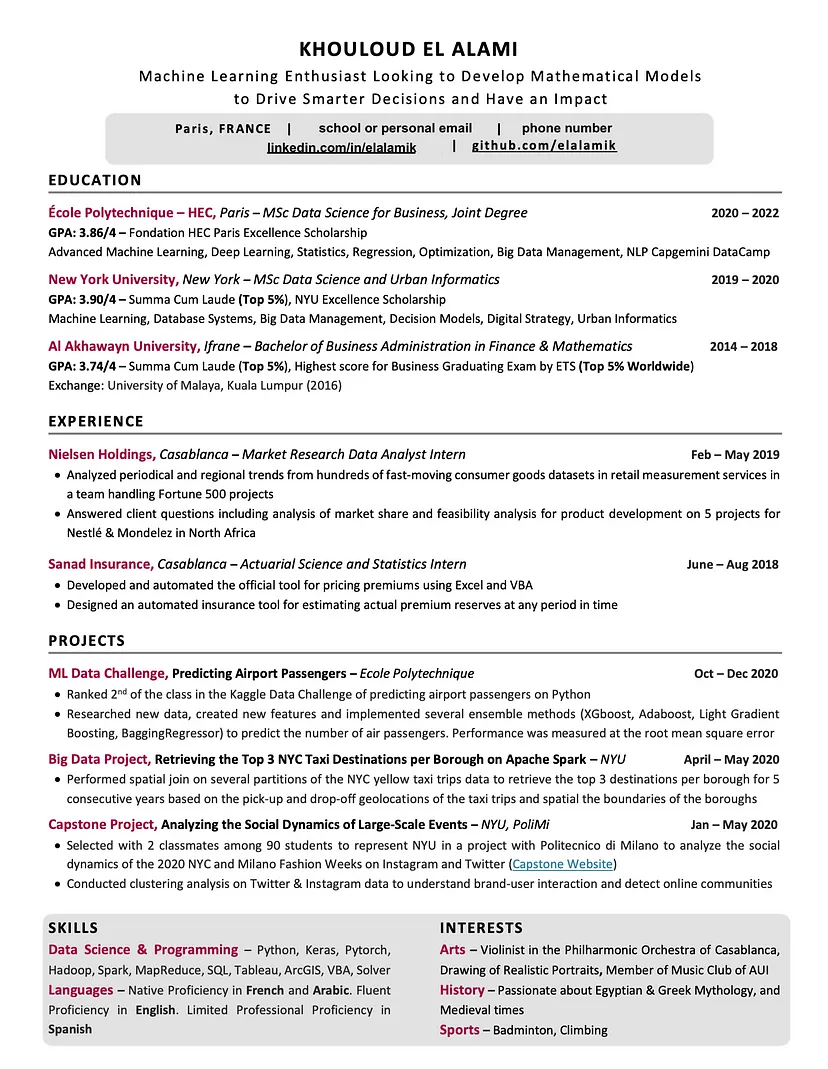 KHOULOUD EL ALAMI
Machine Learning Enthusiast Looking to Develop Mathematical Models
to Drive Smarter Decisions and Have an Impact
Paris, FRANCE | school or personal email | phone number
linkedin.com/in/elalamik | github.com/elalamik
EDUCATION
École Polytechnique – HEC, Paris – MSc Data Science for Business, Joint Degree 2020 – 2022
GPA: 3.86/4 – Fondation HEC Paris Excellence Scholarship
Advanced Machine Learning, Deep Learning, Statistics, Regression, Optimization, Big Data Management, NLP Capgemini DataCamp
New York University, New York – MSc Data Science and Urban Informatics 2019 – 2020
GPA: 3.90/4 – Summa Cum Laude (Top 5%), NYU Excellence Scholarship
Machine Learning, Database Systems, Big Data Management, Decision Models, Digital Strategy, Urban Informatics
Al Akhawayn University, Ifrane – Bachelor of Business Administration in Finance & Mathematics 2014 – 2018
GPA: 3.74/4 – Summa Cum Laude (Top 5%), Highest score for Business Graduating Exam by ETS (Top 5% Worldwide)
Exchange: University of Malaya, Kuala Lumpur (2016)
EXPERIENCE
Nielsen Holdings, Casablanca – Market Research Data Analyst Intern Feb – May 2019
• Analyzed periodical and regional trends from hundreds of fast-moving consumer goods datasets in retail measurement services in
a team handling Fortune 500 projects
• Answered client questions including analysis of market share and feasibility analysis for product development on 5 projects for
Nestlé & Mondelez in North Africa
Sanad Insurance, Casablanca – Actuarial Science and Statistics Intern June – Aug 2018
• Developed and automated the official tool for pricing premiums using Excel and VBA
• Designed an automated insurance tool for estimating actual premium reserves at any period in time
PROJECTS
ML Data Challenge, Predicting Airport Passengers – Ecole Polytechnique Oct – Dec 2020
• Ranked 2nd of the class in the Kaggle Data Challenge of predicting airport passengers on Python
• Researched new data, created new features and implemented several ensemble methods (XGboost, Adaboost, Light Gradient
Boosting, BaggingRegressor) to predict the number of air passengers. Performance was measured at the root mean square error
Big Data Project, Retrieving the Top 3 NYC Taxi Destinations per Borough on Apache Spark – NYU April – May 2020
• Performed spatial join on several partitions of the NYC yellow taxi trips data to retrieve the top 3 destinations per borough for 5
consecutive years based on the pick-up and drop-off geolocations of the taxi trips and spatial the boundaries of the boroughs
Capstone Project, Analyzing the Social Dynamics of Large-Scale Events – NYU, PoliMi Jan – May 2020
• Selected with 2 classmates among 90 students to represent NYU in a project with Politecnico di Milano to analyze the social
dynamics of the 2020 NYC and Milano Fashion Weeks on Instagram and Twitter (Capstone Website)
• Conducted clustering analysis on Twitter & Instagram data to understand brand-user interaction and detect online communities
SKILLS
Data Science & Programming – Python, Keras, Pytorch,
Hadoop, Spark, MapReduce, SQL, Tableau, ArcGIS, VBA, Solver
Languages – Native Proficiency in French and Arabic. Fluent
Proficiency in English. Limited Professional Proficiency in
Spanish
INTERESTS
Arts – Violinist in the Philharmonic Orchestra of Casablanca,
Drawing of Realistic Portraits, Member of Music Club of AUI
History – Passionate about Egyptian & Greek Mythology, and
Medieval times
Sports – Badminton, Climbing